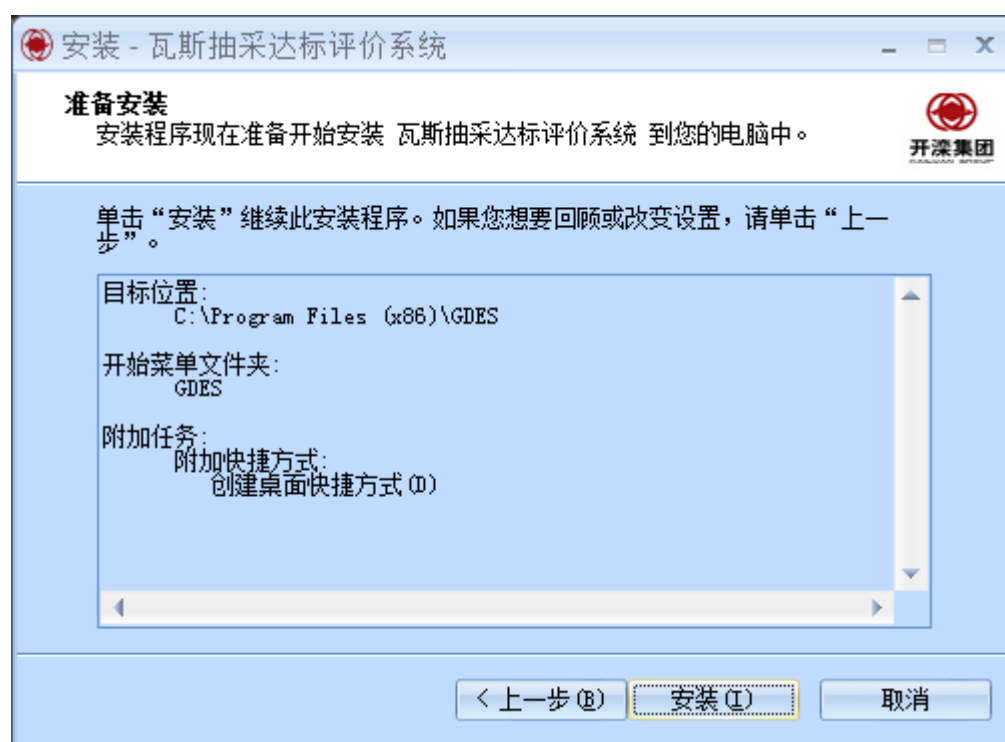 安装 - 瓦斯抽采达标评价系统
准备安装
安装程序现在准备开始安装 瓦斯抽采达标评价系统 到您的电脑中。
开滦集团
单击“安装”继续此安装程序。如果您想要回顾或改变设置，请单击“上一
步”。
目标位置:
C:\Program Files (x86)\GDES
开始菜单文件夹:
GDES
附加任务:
附加快捷方式:
创建桌面快捷方式(D)
< 上一步(B)
安装(I)
取消